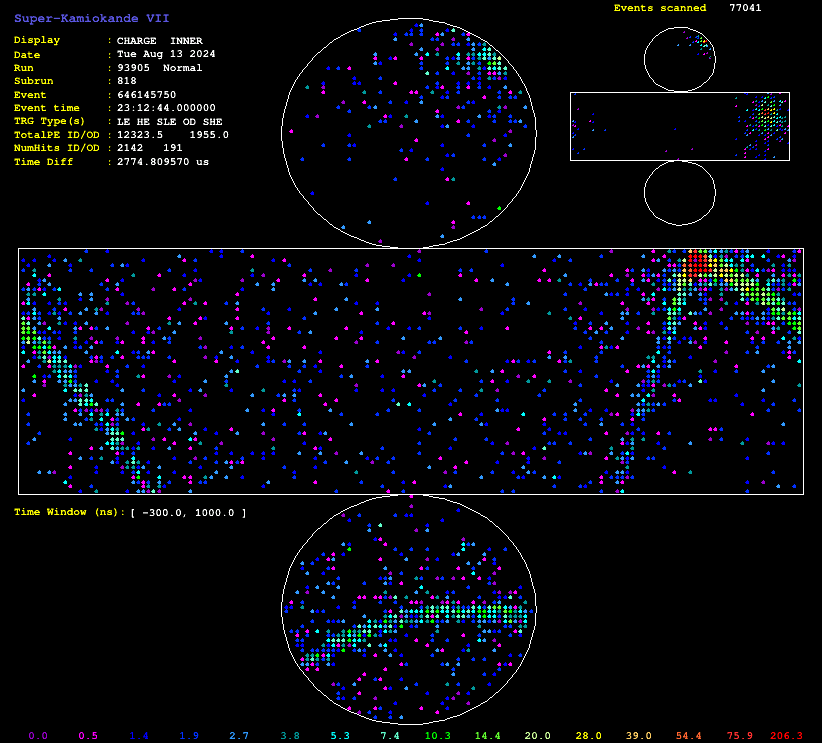 Super-Kamiokande VII
Display : CHARGE INNER
Date : Tue Aug 13 2024
Run : 93905 Normal
Subrun : 818
Event : 646145750
Event time : 23:12:44.000000
TRG Type(s) : LE HE SLE OD SHE
TotalPE ID/OD : 12323.5 1955.0
NumHits ID/OD : 2142 191
Time Diff : 2774.809570 us
Events scanned 77041
Time Window (ns): [ -300.0, 1000.0 ]
0.0 0.5 1.4 1.9 2.7 3.8 5.3 7.4 10.3 14.4 20.0 28.0 39.0 54.4 75.9 206.3